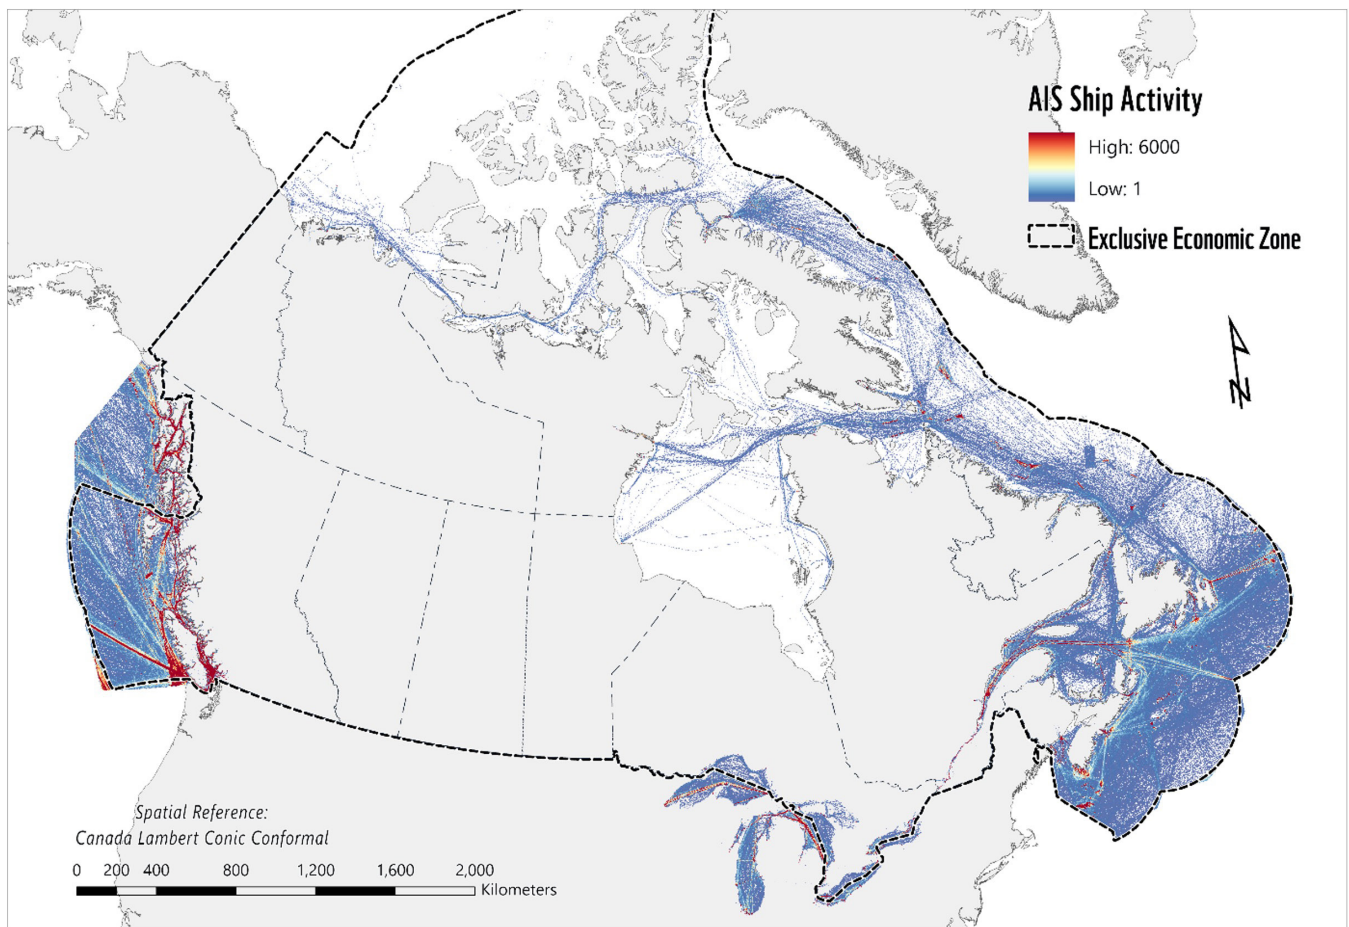 AIS Ship Activity
High: 6000
Low: 1
Exclusive Economic Zone
N
Spatial Reference:
Canada Lambert Conic Conformal
0 200 400 800 1,200 1,600 2,000
Kilometers